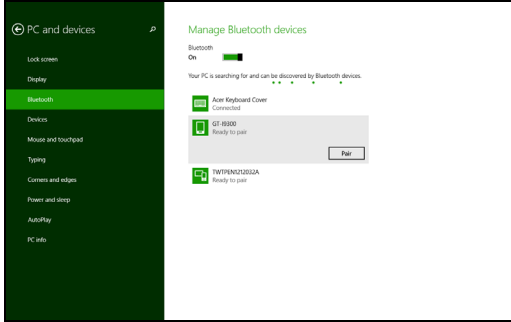 PC and devices
Lock screen
Display
Bluetooth
Devices
Mouse and touchpad
Typing
Corners and edges
Power and sleep
AutoPlay
PC info
Manage Bluetooth devices
Bluetooth
On
Your PC is searching for and can be discovered by Bluetooth devices.
Acer Keyboard Cover
Connected
GT-I9300
Ready to pair
Pair
TWTPEN1212032A
Ready to pair